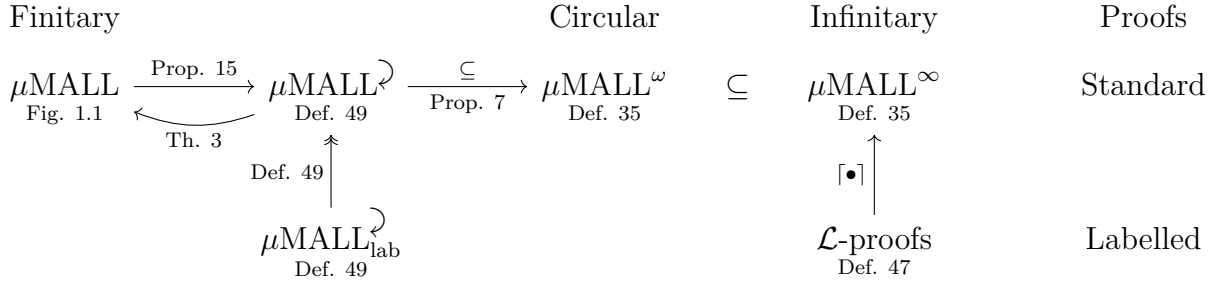 Finitary Circular Infinitary Proofs
μMALL Prop. 15 μMALL⤸ ⊆ μMALL^ω ⊆ μMALL^∞ Standard
Fig. 1.1 Def. 49 Prop. 7 Def. 35 Def. 35
Th. 3
Def. 49 ⌈•⌉
μMALL⤸_lab 𝓛-proofs Labelled
Def. 49 Def. 47